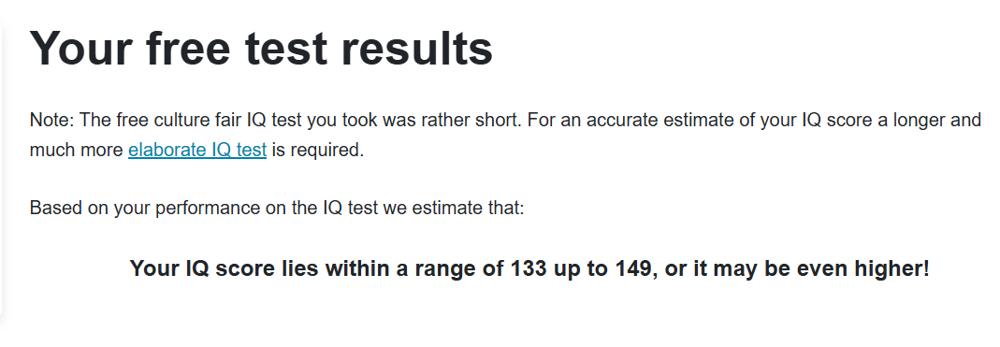 Your free test results
Note: The free culture fair IQ test you took was rather short. For an accurate estimate of your IQ score a longer and
much more elaborate IQ test is required.
Based on your performance on the IQ test we estimate that:
Your IQ score lies within a range of 133 up to 149, or it may be even higher!